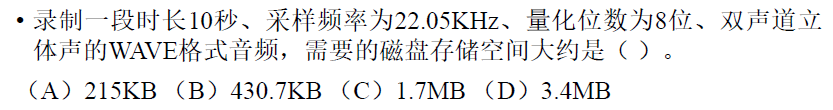 • 录制一段时长10秒、采样频率为22.05KHz、量化位数为8位、双声道立
体声的WAVE格式音频，需要的磁盘存储空间大约是（ ）。
（A）215KB （B）430.7KB （C）1.7MB （D）3.4MB